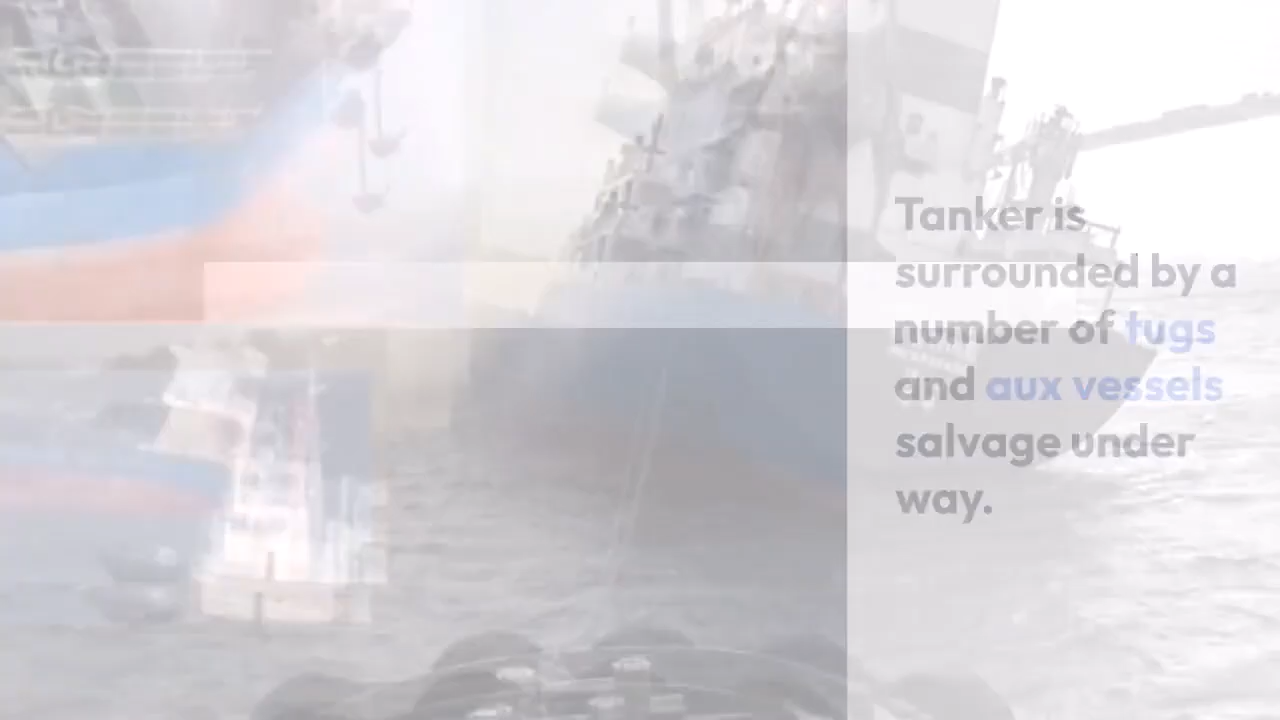 Tanker is
surrounded by a
number of tugs
and aux vessels
salvage under
way.